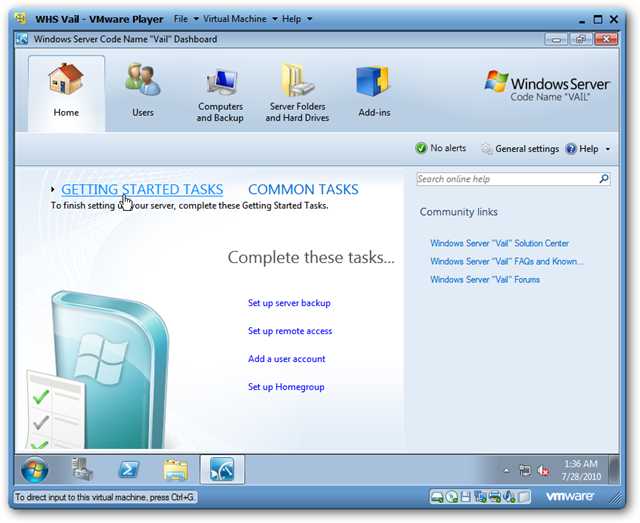 WHS Vail - VMware Player File Virtual Machine Help
Windows Server Code Name "Vail" Dashboard
Home
Users
Computers
and Backup
Server Folders
and Hard Drives
Add-ins
Windows Server
Code Name "VAIL"
No alerts
General settings
Help
GETTING STARTED TASKS
COMMON TASKS
To finish setting up your server, complete these Getting Started Tasks.
Complete these tasks...
Set up server backup
Set up remote access
Add a user account
Set up Homegroup
Search online help
Community links
Windows Server "Vail" Solution Center
Windows Server "Vail" FAQs and Known...
Windows Server "Vail" Forums
1:36 AM
7/28/2010
To direct input to this virtual machine, press Ctrl+G.
vmware